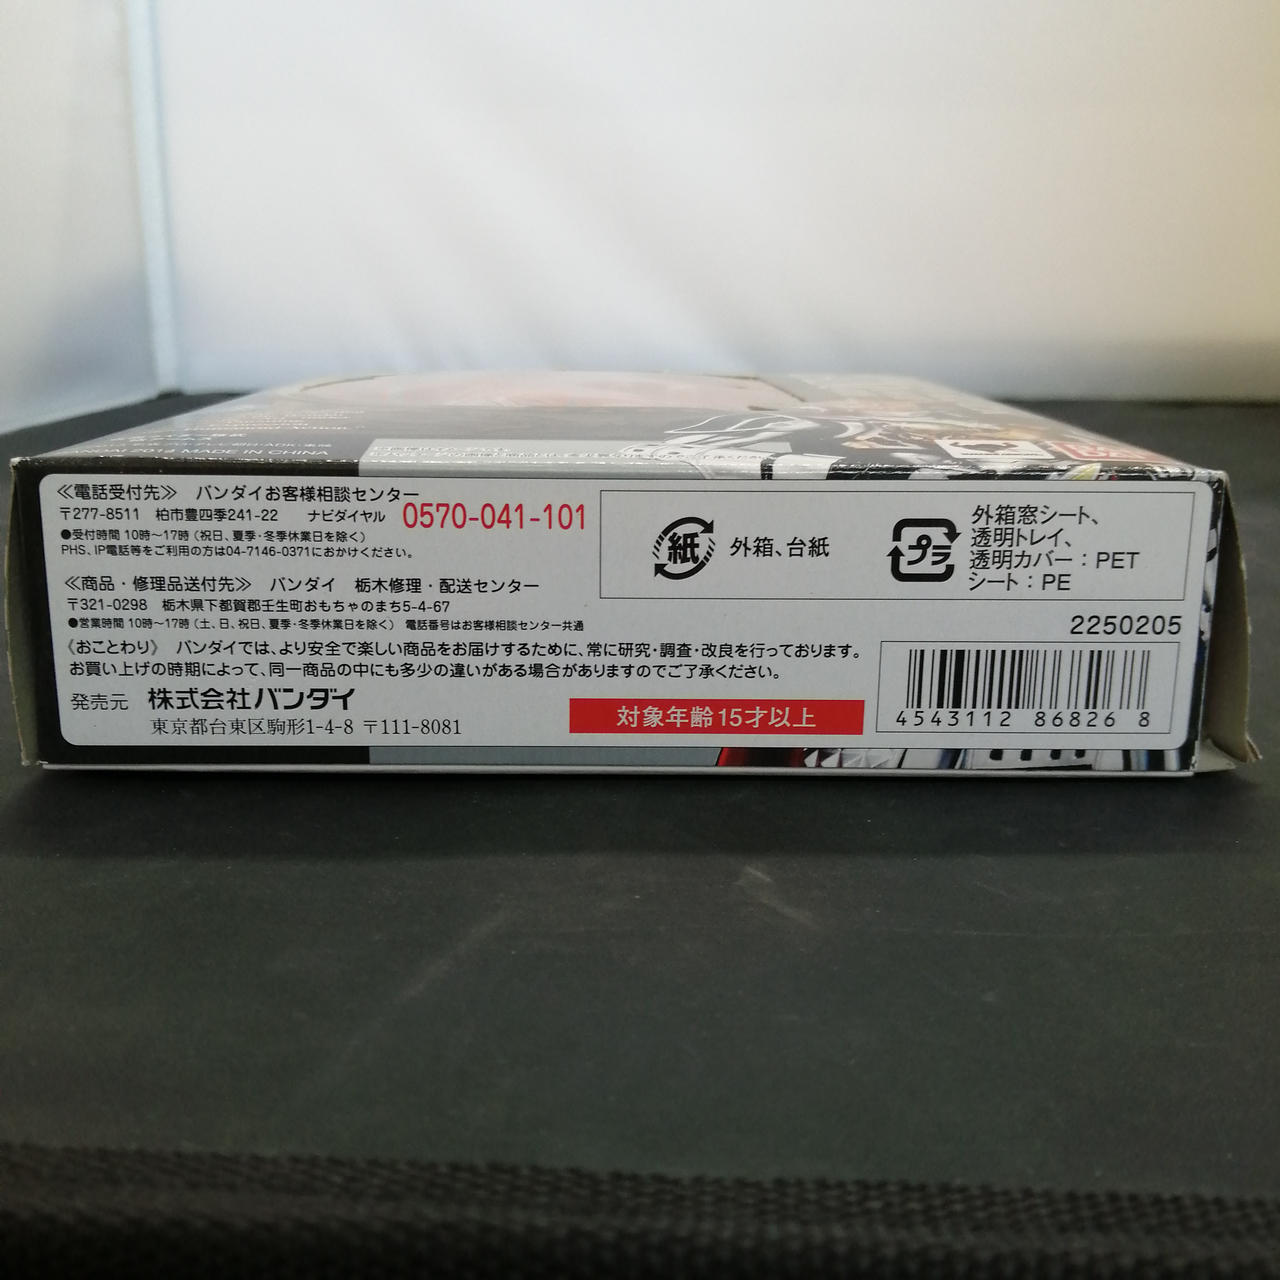 MADE IN CHINA
《電話受付先》 バンダイお客様相談センター
〒277-8511 柏市豊四季241-22 ナビダイヤル 0570-041-101
●受付時間 10時〜17時（祝日、夏季・冬季休業日を除く）
PHS、IP電話等をご利用の方は04-7146-0371におかけください。
《商品・修理品送付先》 バンダイ 栃木修理・配送センター
〒321-0298 栃木県下都賀郡壬生町おもちゃのまち5-4-67
●営業時間 10時〜17時（土、日、祝日、夏季・冬季休業日を除く） 電話番号はお客様相談センター共通
《おことわり》 バンダイでは、より安全で楽しい商品をお届けするために、常に研究・調査・改良を行っております。
お買い上げの時期によって、同一商品の中にも多少の違いがある場合がありますのでご了承ください。
発売元 株式会社バンダイ
東京都台東区駒形1-4-8 〒111-8081
対象年齢15才以上
紙 外箱、台紙
プラ 外箱窓シート、
透明トレイ、
透明カバー：PET
シート：PE
2250205
4543112 868268